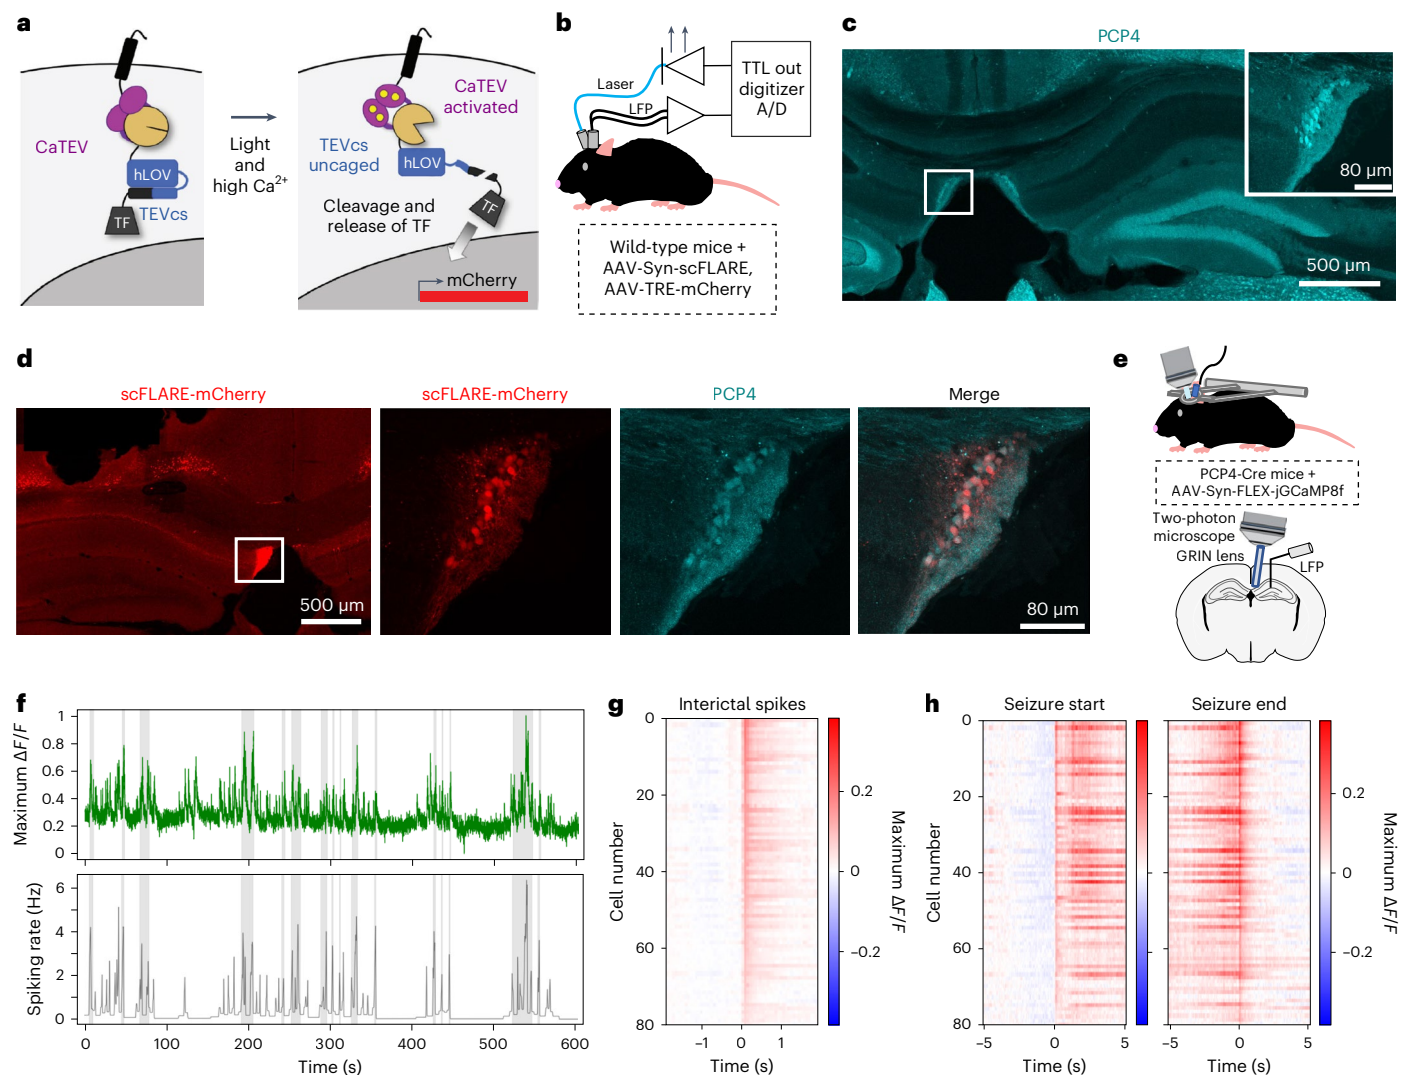 a
CaTEV
hLOV
TEVcs
TF
Light
and
high Ca²⁺
CaTEV
activated
TEVcs
uncaged
hLOV
Cleavage and
release of TF
TF
mCherry
b
Laser
LFP
TTL out
digitizer
A/D
Wild-type mice +
AAV-Syn-scFLARE,
AAV-TRE-mCherry
c
PCP4
80 µm
500 µm
d
scFLARE-mCherry
scFLARE-mCherry
PCP4
Merge
500 µm
80 µm
e
PCP4-Cre mice +
AAV-Syn-FLEX-jGCaMP8f
Two-photon
microscope
GRIN lens
LFP
f
Maximum ΔF/F
1
0.8
0.6
0.4
0.2
0
Spiking rate (Hz)
6
4
2
0
0 100 200 300 400 500 600
Time (s)
g
Interictal spikes
Cell number
0
20
40
60
80
−1 0 1
Time (s)
0.2
0
−0.2
Maximum ΔF/F
h
Seizure start
Seizure end
Cell number
0
20
40
60
80
−5 0 5
Time (s)
−5 0 5
Time (s)
0.2
0
−0.2
Maximum ΔF/F